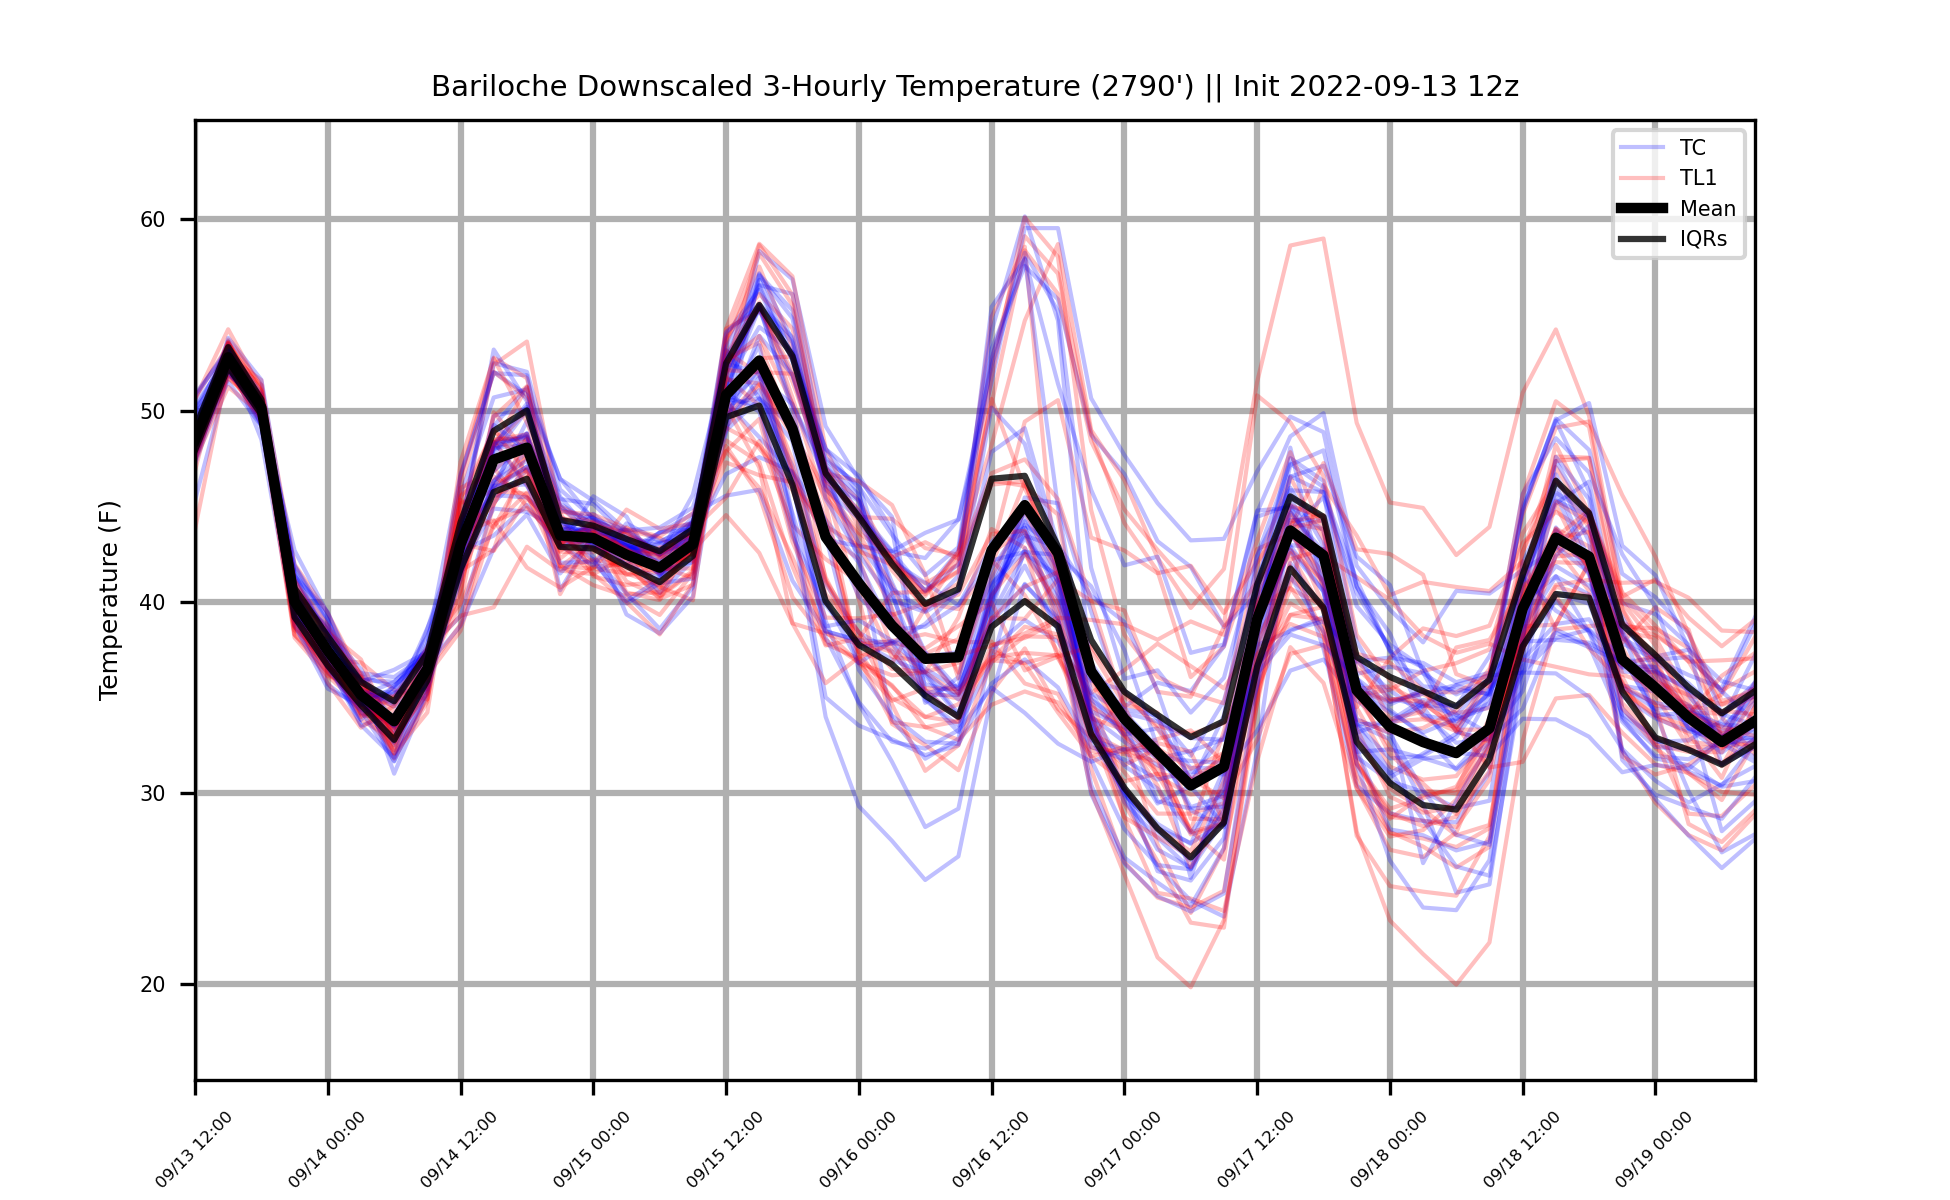 Bariloche Downscaled 3-Hourly Temperature (2790') || Init 2022-09-13 12z
TC
TL1
Mean
IQRs
Temperature (F)
60
50
40
30
20
09/13 12:00
09/14 00:00
09/14 12:00
09/15 00:00
09/15 12:00
09/16 00:00
09/16 12:00
09/17 00:00
09/17 12:00
09/18 00:00
09/18 12:00
09/19 00:00